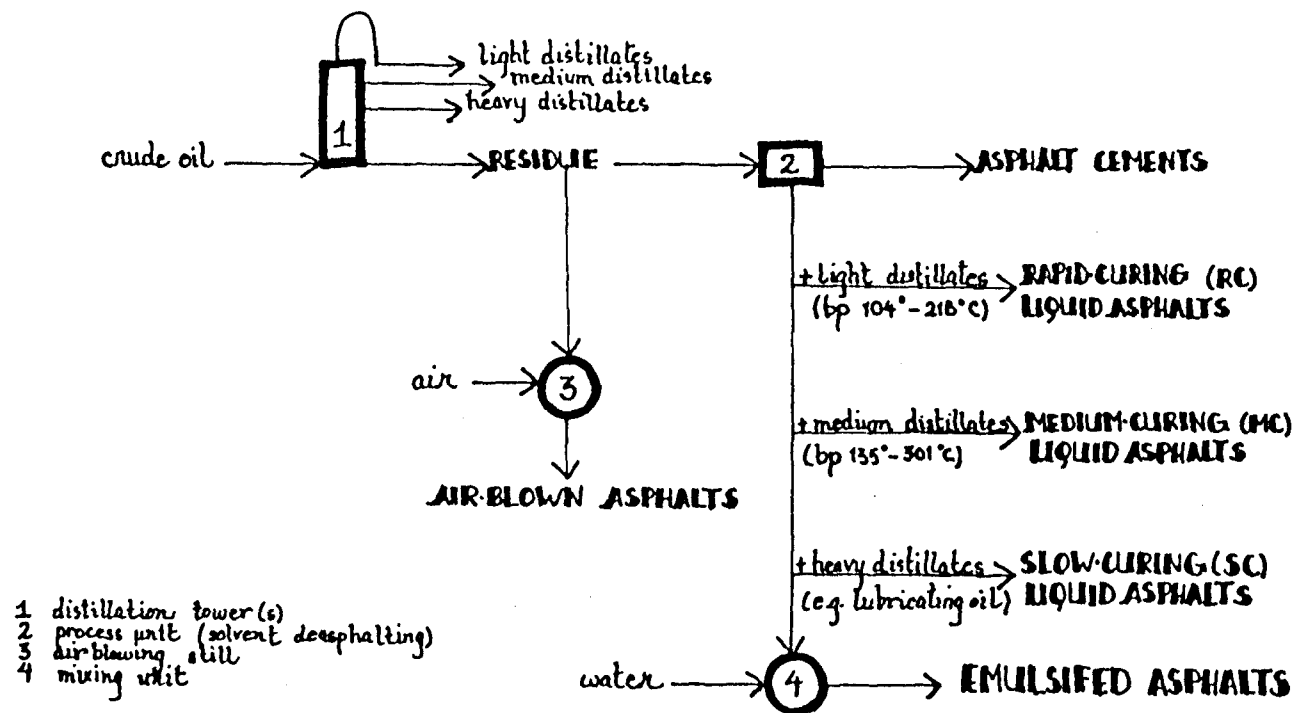 light distillates
medium distillates
heavy distillates
1
crude oil
RESIDUE
2
ASPHALT CEMENTS
+ light distillates
(bp 104°-218°C)
RAPID-CURING (RC)
LIQUID ASPHALTS
air
3
AIR-BLOWN ASPHALTS
+ medium distillates
(bp 135°-301°C)
MEDIUM-CURING (MC)
LIQUID ASPHALTS
+ heavy distillates
(e.g. lubricating oil)
SLOW-CURING (SC)
LIQUID ASPHALTS
1 distillation tower(s)
2 process unit (solvent deasphalting)
3 air blowing still
4 mixing unit
water
4
EMULSIFED ASPHALTS